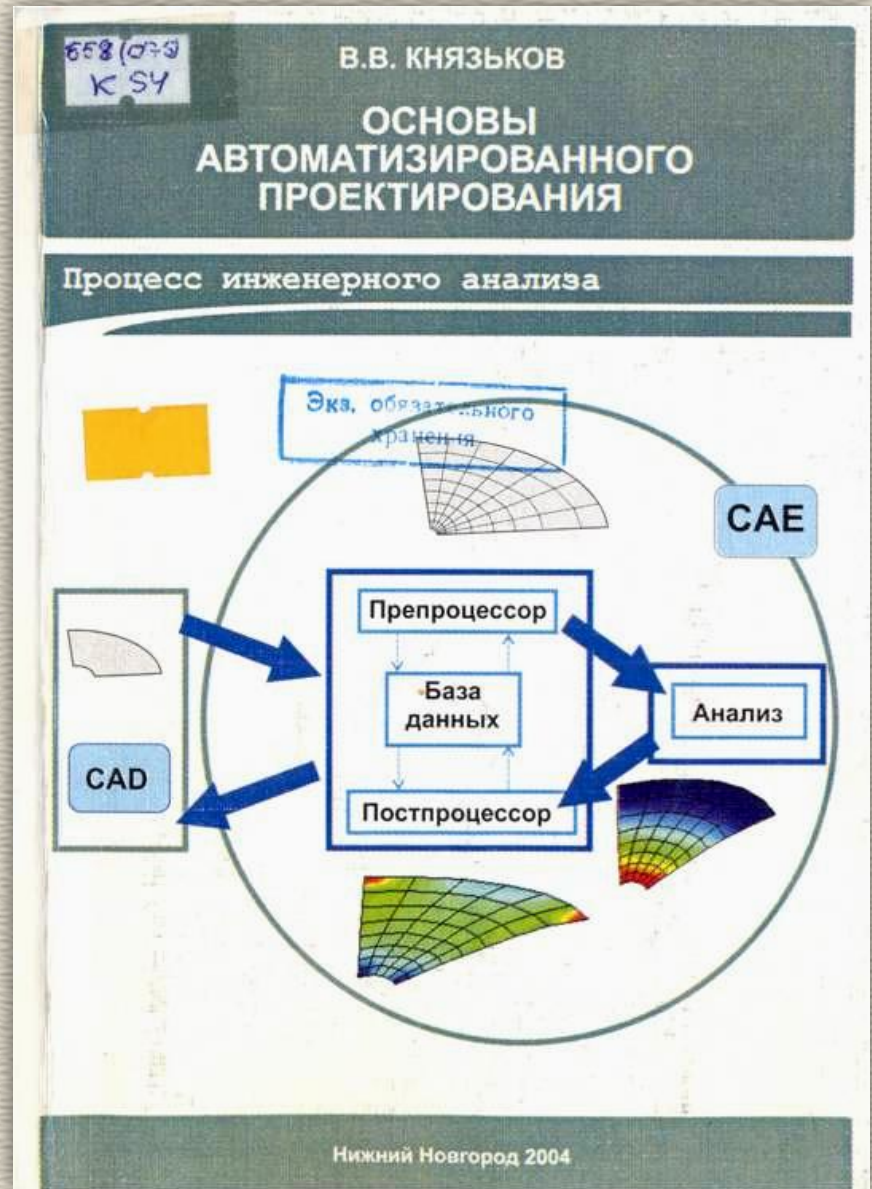 658(075)
К 54
В.В. КНЯЗЬКОВ
ОСНОВЫ
АВТОМАТИЗИРОВАННОГО
ПРОЕКТИРОВАНИЯ
Процесс инженерного анализа
Экз. обязательного
хранения
CAE
Препроцессор
База
данных
Анализ
CAD
Постпроцессор
Нижний Новгород 2004